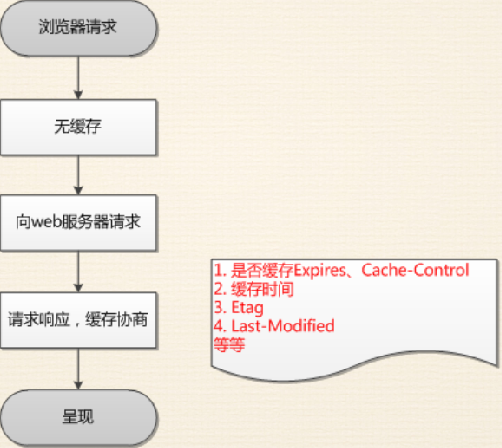 浏览器请求
无缓存
向web服务器请求
请求响应，缓存协商
呈现
1. 是否缓存Expires、Cache-Control
2. 缓存时间
3. Etag
4. Last-Modified
等等